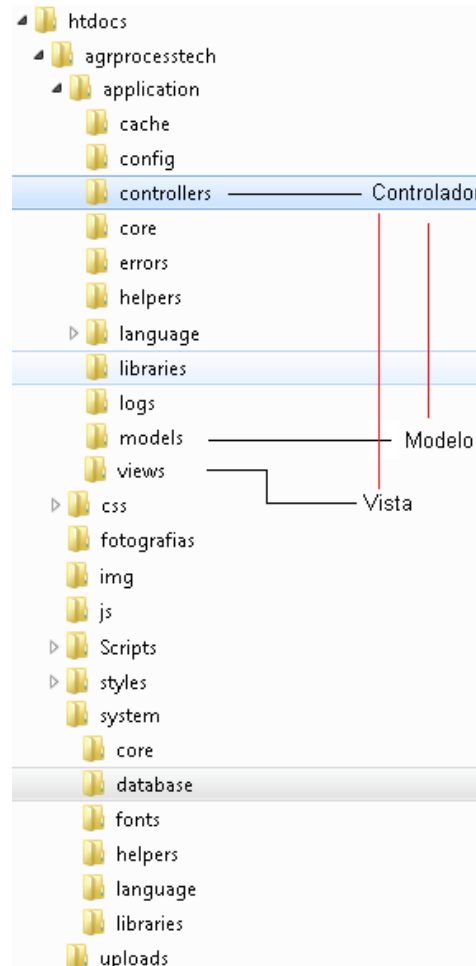 htdocs
agrprocesstech
application
cache
config
controllers Controlador
core
errors
helpers
language
libraries
logs
models Modelo
views
Vista
css
fotografias
img
js
Scripts
styles
system
core
database
fonts
helpers
language
libraries
uploads